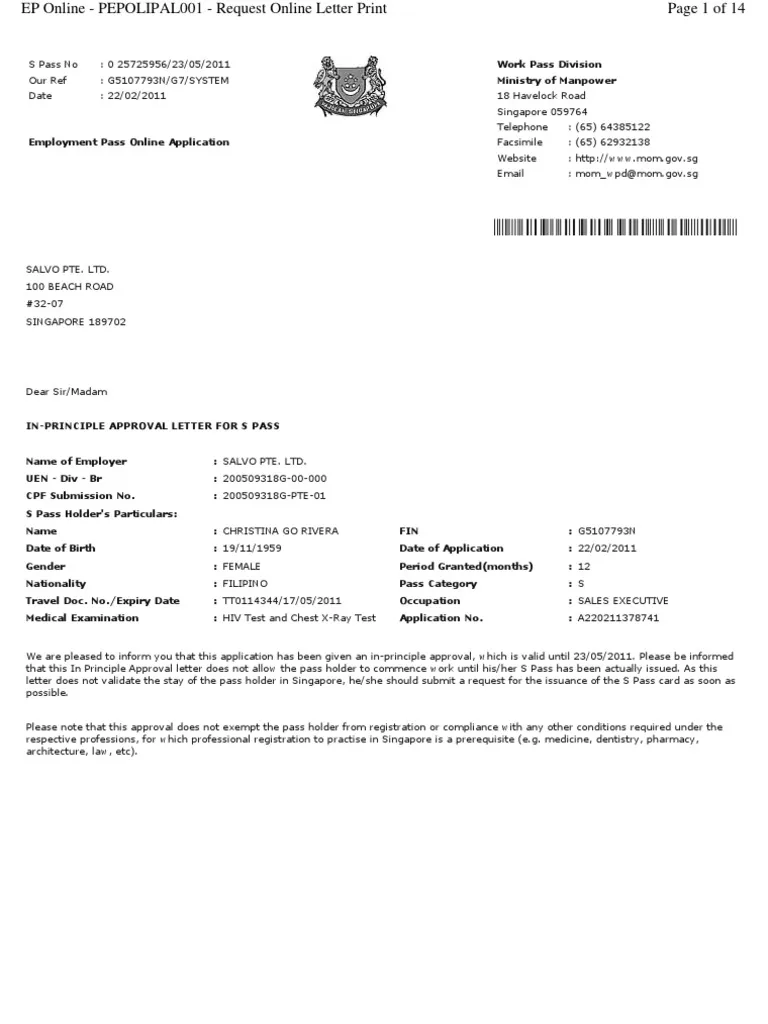 EP Online - PEPOLIPAL001 - Request Online Letter Print Page 1 of 14
S Pass No : 0 25725956/23/05/2011
Our Ref : G5107793N/G7/SYSTEM
Date : 22/02/2011
Employment Pass Online Application
Work Pass Division
Ministry of Manpower
18 Havelock Road
Singapore 059764
Telephone : (65) 64385122
Facsimile : (65) 62932138
Website : http://www.mom.gov.sg
Email : mom_wpd@mom.gov.sg
SALVO PTE. LTD.
100 BEACH ROAD
#32-07
SINGAPORE 189702
Dear Sir/Madam
IN-PRINCIPLE APPROVAL LETTER FOR S PASS
Name of Employer : SALVO PTE. LTD.
UEN - Div - Br : 200509318G-00-000
CPF Submission No. : 200509318G-PTE-01
S Pass Holder's Particulars:
Name : CHRISTINA GO RIVERA FIN : G5107793N
Date of Birth : 19/11/1959 Date of Application : 22/02/2011
Gender : FEMALE Period Granted(months) : 12
Nationality : FILIPINO Pass Category : S
Travel Doc. No./Expiry Date : TT0114344/17/05/2011 Occupation : SALES EXECUTIVE
Medical Examination : HIV Test and Chest X-Ray Test Application No. : A220211378741
We are pleased to inform you that this application has been given an in-principle approval, which is valid until 23/05/2011. Please be informed
that this In Principle Approval letter does not allow the pass holder to commence work until his/her S Pass has been actually issued. As this
letter does not validate the stay of the pass holder in Singapore, he/she should submit a request for the issuance of the S Pass card as soon as
possible.
Please note that this approval does not exempt the pass holder from registration or compliance with any other conditions required under the
respective professions, for which professional registration to practise in Singapore is a prerequisite (e.g. medicine, dentistry, pharmacy,
architecture, law, etc).